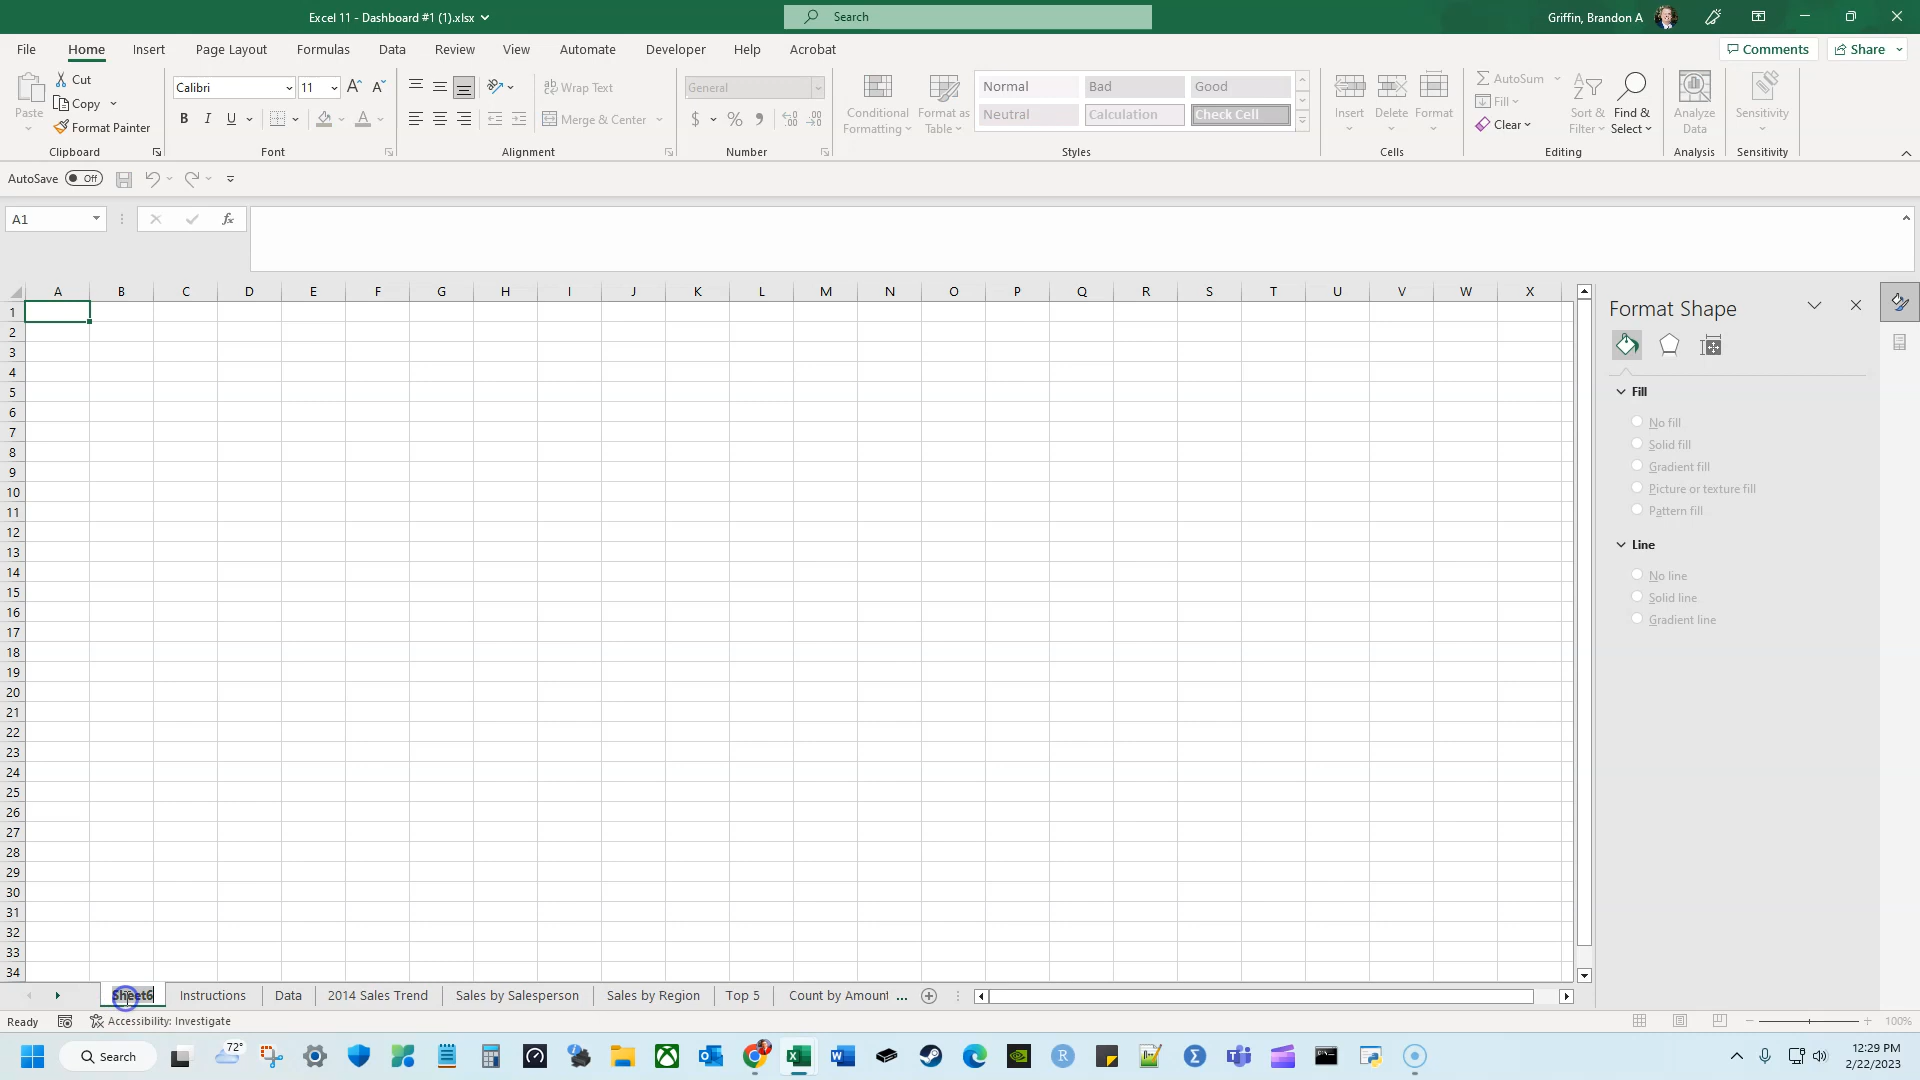 Excel 11 - Dashboard #1 (1).xlsx
Search
Griffin, Brandon A
File Home Insert Page Layout Formulas Data Review View Automate Developer Help Acrobat
Comments Share
Paste
Cut
Copy
Format Painter
Clipboard
Calibri 11
B I U
Font
Wrap Text
Merge & Center
Alignment
General
$ % 9
Number
Conditional Formatting
Format as Table
Normal Bad Good
Neutral Calculation Check Cell
Styles
Insert Delete Format
Cells
AutoSum
Fill
Clear
Sort & Filter
Find & Select
Editing
Analyze Data
Analysis
Sensitivity
Sensitivity
AutoSave Off
A1 fx
A B C D E F G H I J K L M N O P Q R S T U V W X
1
2
3
4
5
6
7
8
9
10
11
12
13
14
15
16
17
18
19
20
21
22
23
24
25
26
27
28
29
30
31
32
33
34
Format Shape
Fill
No fill
Solid fill
Gradient fill
Picture or texture fill
Pattern fill
Line
No line
Solid line
Gradient line
Sheet6 Instructions Data 2014 Sales Trend Sales by Salesperson Sales by Region Top 5 Count by Amount ...
Ready Accessibility: Investigate 100%
Search 72° 12:29 PM
2/22/2023